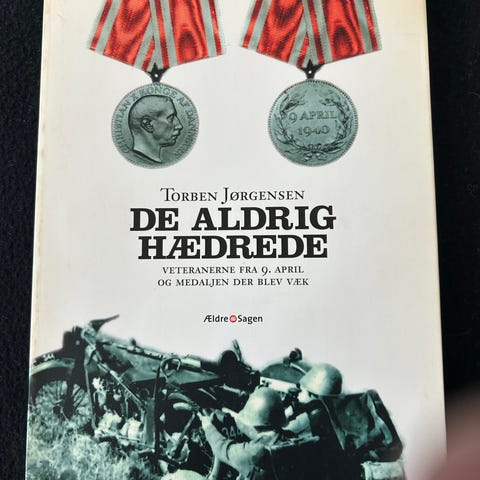 CHRISTIAN X KONGE AF DANMARK
9 APRIL
1940
TORBEN JØRGENSEN
DE ALDRIG
HÆDREDE
VETERANERNE FRA 9. APRIL
OG MEDALJEN DER BLEV VÆK
Ældre Sagen